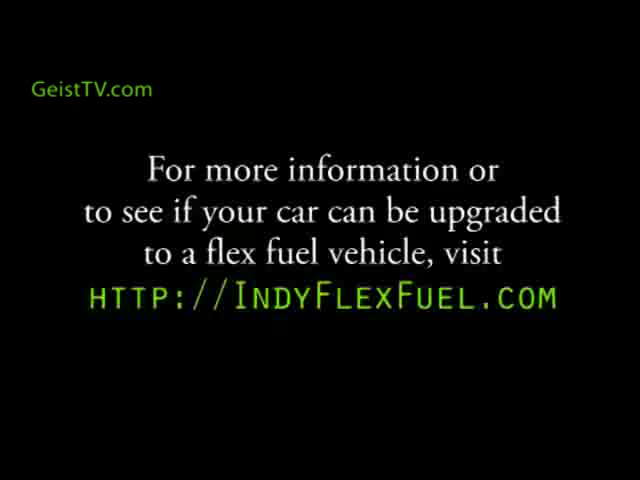 GeistTV.com
For more information or
to see if your car can be upgraded
to a flex fuel vehicle, visit
HTTP://INDYFLEXFUEL.COM